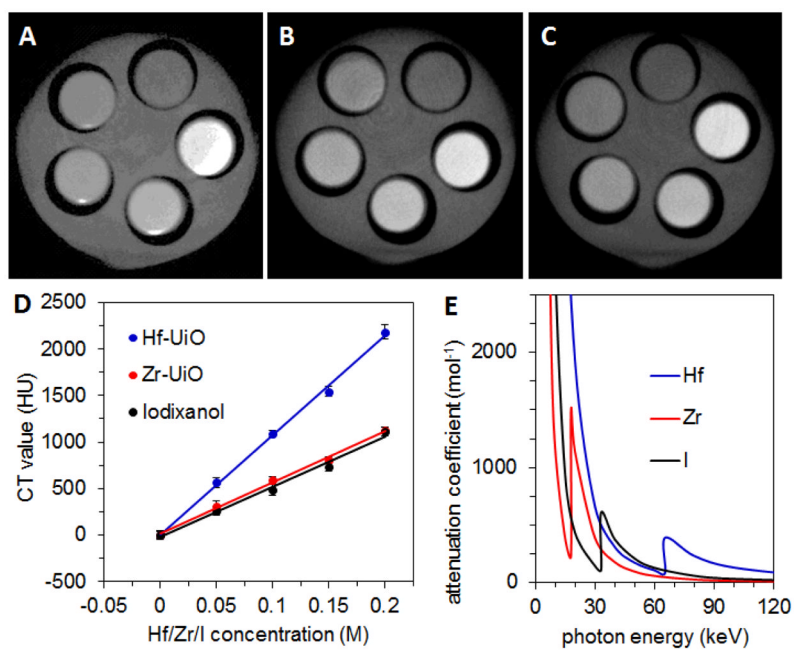 A
B
C
D
2500
2000
1500
1000
500
0
-500
-0.05
0
0.05
0.1
0.15
0.2
CT value (HU)
Hf/Zr/I concentration (M)
Hf-UiO
Zr-UiO
Iodixanol
E
2000
1000
0
0
30
60
90
120
attenuation coefficient (mol⁻¹)
photon energy (keV)
Hf
Zr
I